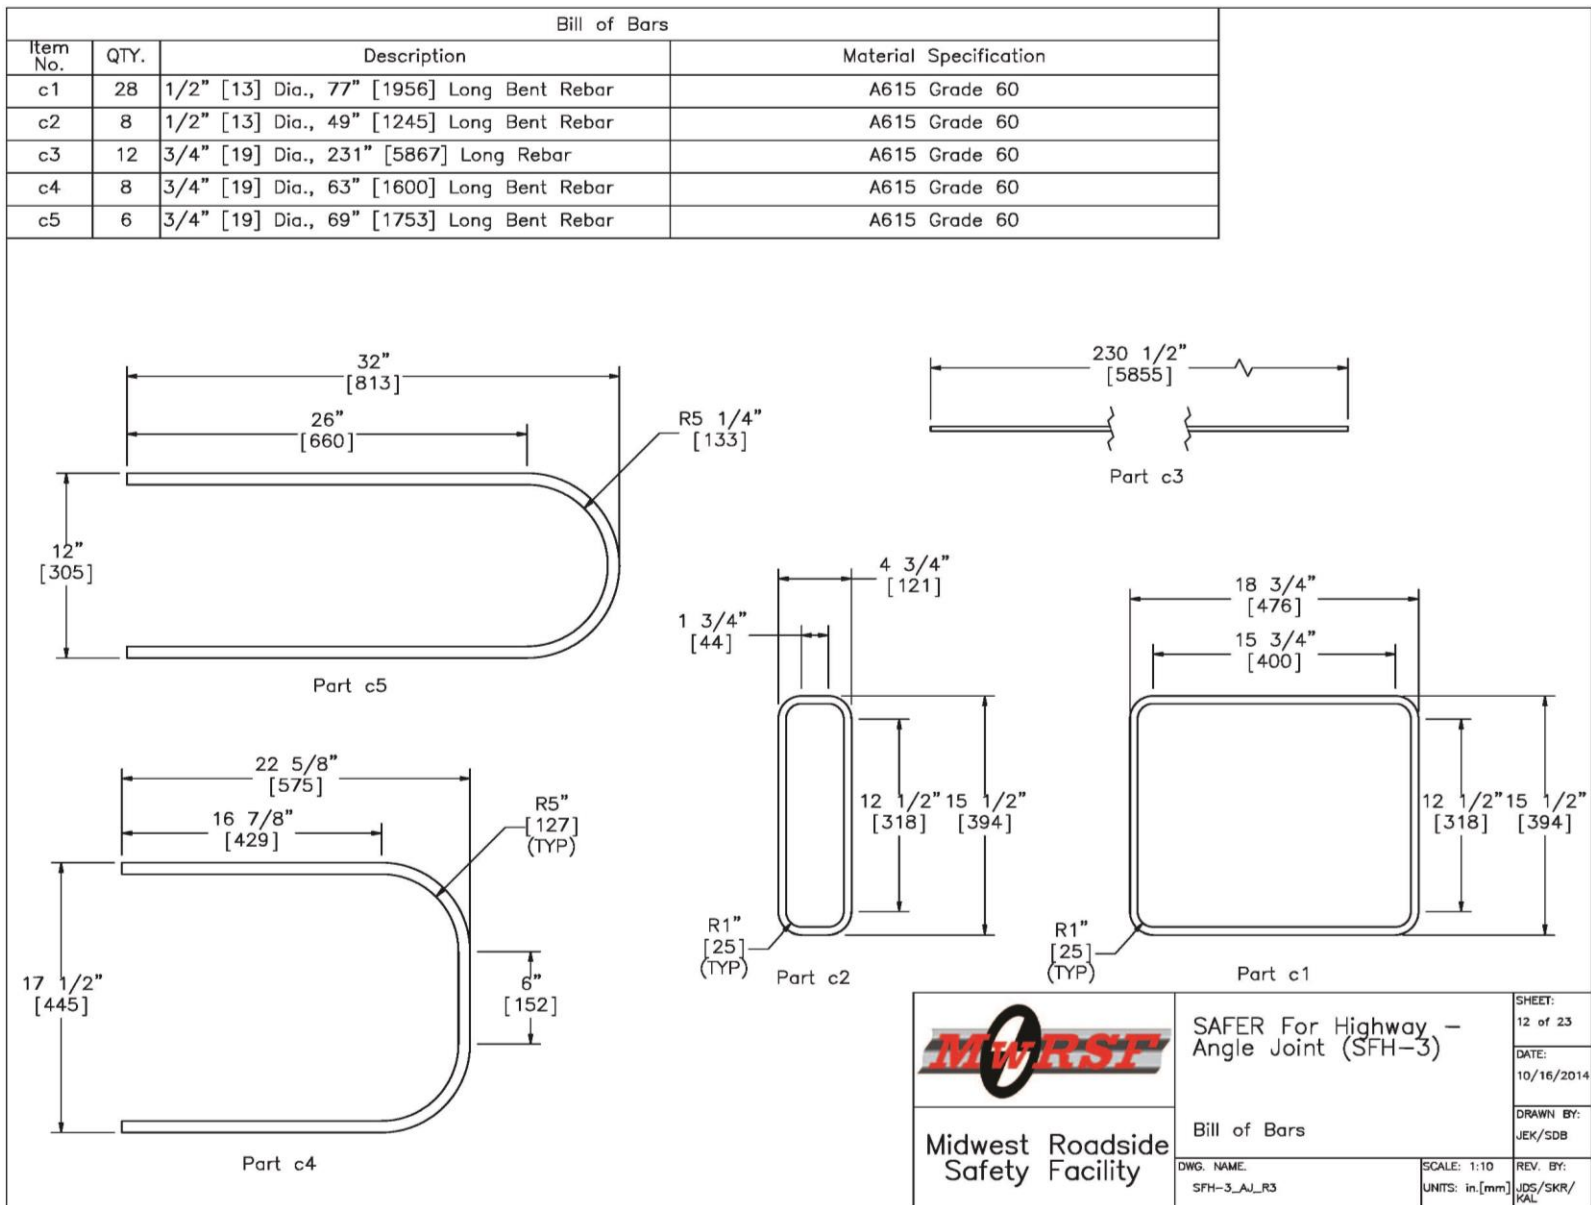 Bill of Bars
Item No. QTY. Description Material Specification
c1 28 1/2" [13] Dia., 77" [1956] Long Bent Rebar A615 Grade 60
c2 8 1/2" [13] Dia., 49" [1245] Long Bent Rebar A615 Grade 60
c3 12 3/4" [19] Dia., 231" [5867] Long Rebar A615 Grade 60
c4 8 3/4" [19] Dia., 63" [1600] Long Bent Rebar A615 Grade 60
c5 6 3/4" [19] Dia., 69" [1753] Long Bent Rebar A615 Grade 60
32"
[813]
26"
[660]
R5 1/4"
[133]
12"
[305]
Part c5
230 1/2"
[5855]
Part c3
22 5/8"
[575]
16 7/8"
[429]
R5"
[127]
(TYP)
17 1/2"
[445]
6"
[152]
Part c4
4 3/4"
[121]
1 3/4"
[44]
12 1/2"
[318]
15 1/2"
[394]
R1"
[25]
(TYP)
Part c2
18 3/4"
[476]
15 3/4"
[400]
12 1/2"
[318]
15 1/2"
[394]
R1"
[25]
(TYP)
Part c1
MwRSF
Midwest Roadside
Safety Facility
SAFER For Highway –
Angle Joint (SFH–3)
Bill of Bars
SHEET:
12 of 23
DATE:
10/16/2014
DRAWN BY:
JEK/SDB
DWG. NAME.
SFH–3_AJ_R3
SCALE: 1:10
UNITS: in.[mm]
REV. BY:
JDS/SKR/
KAL